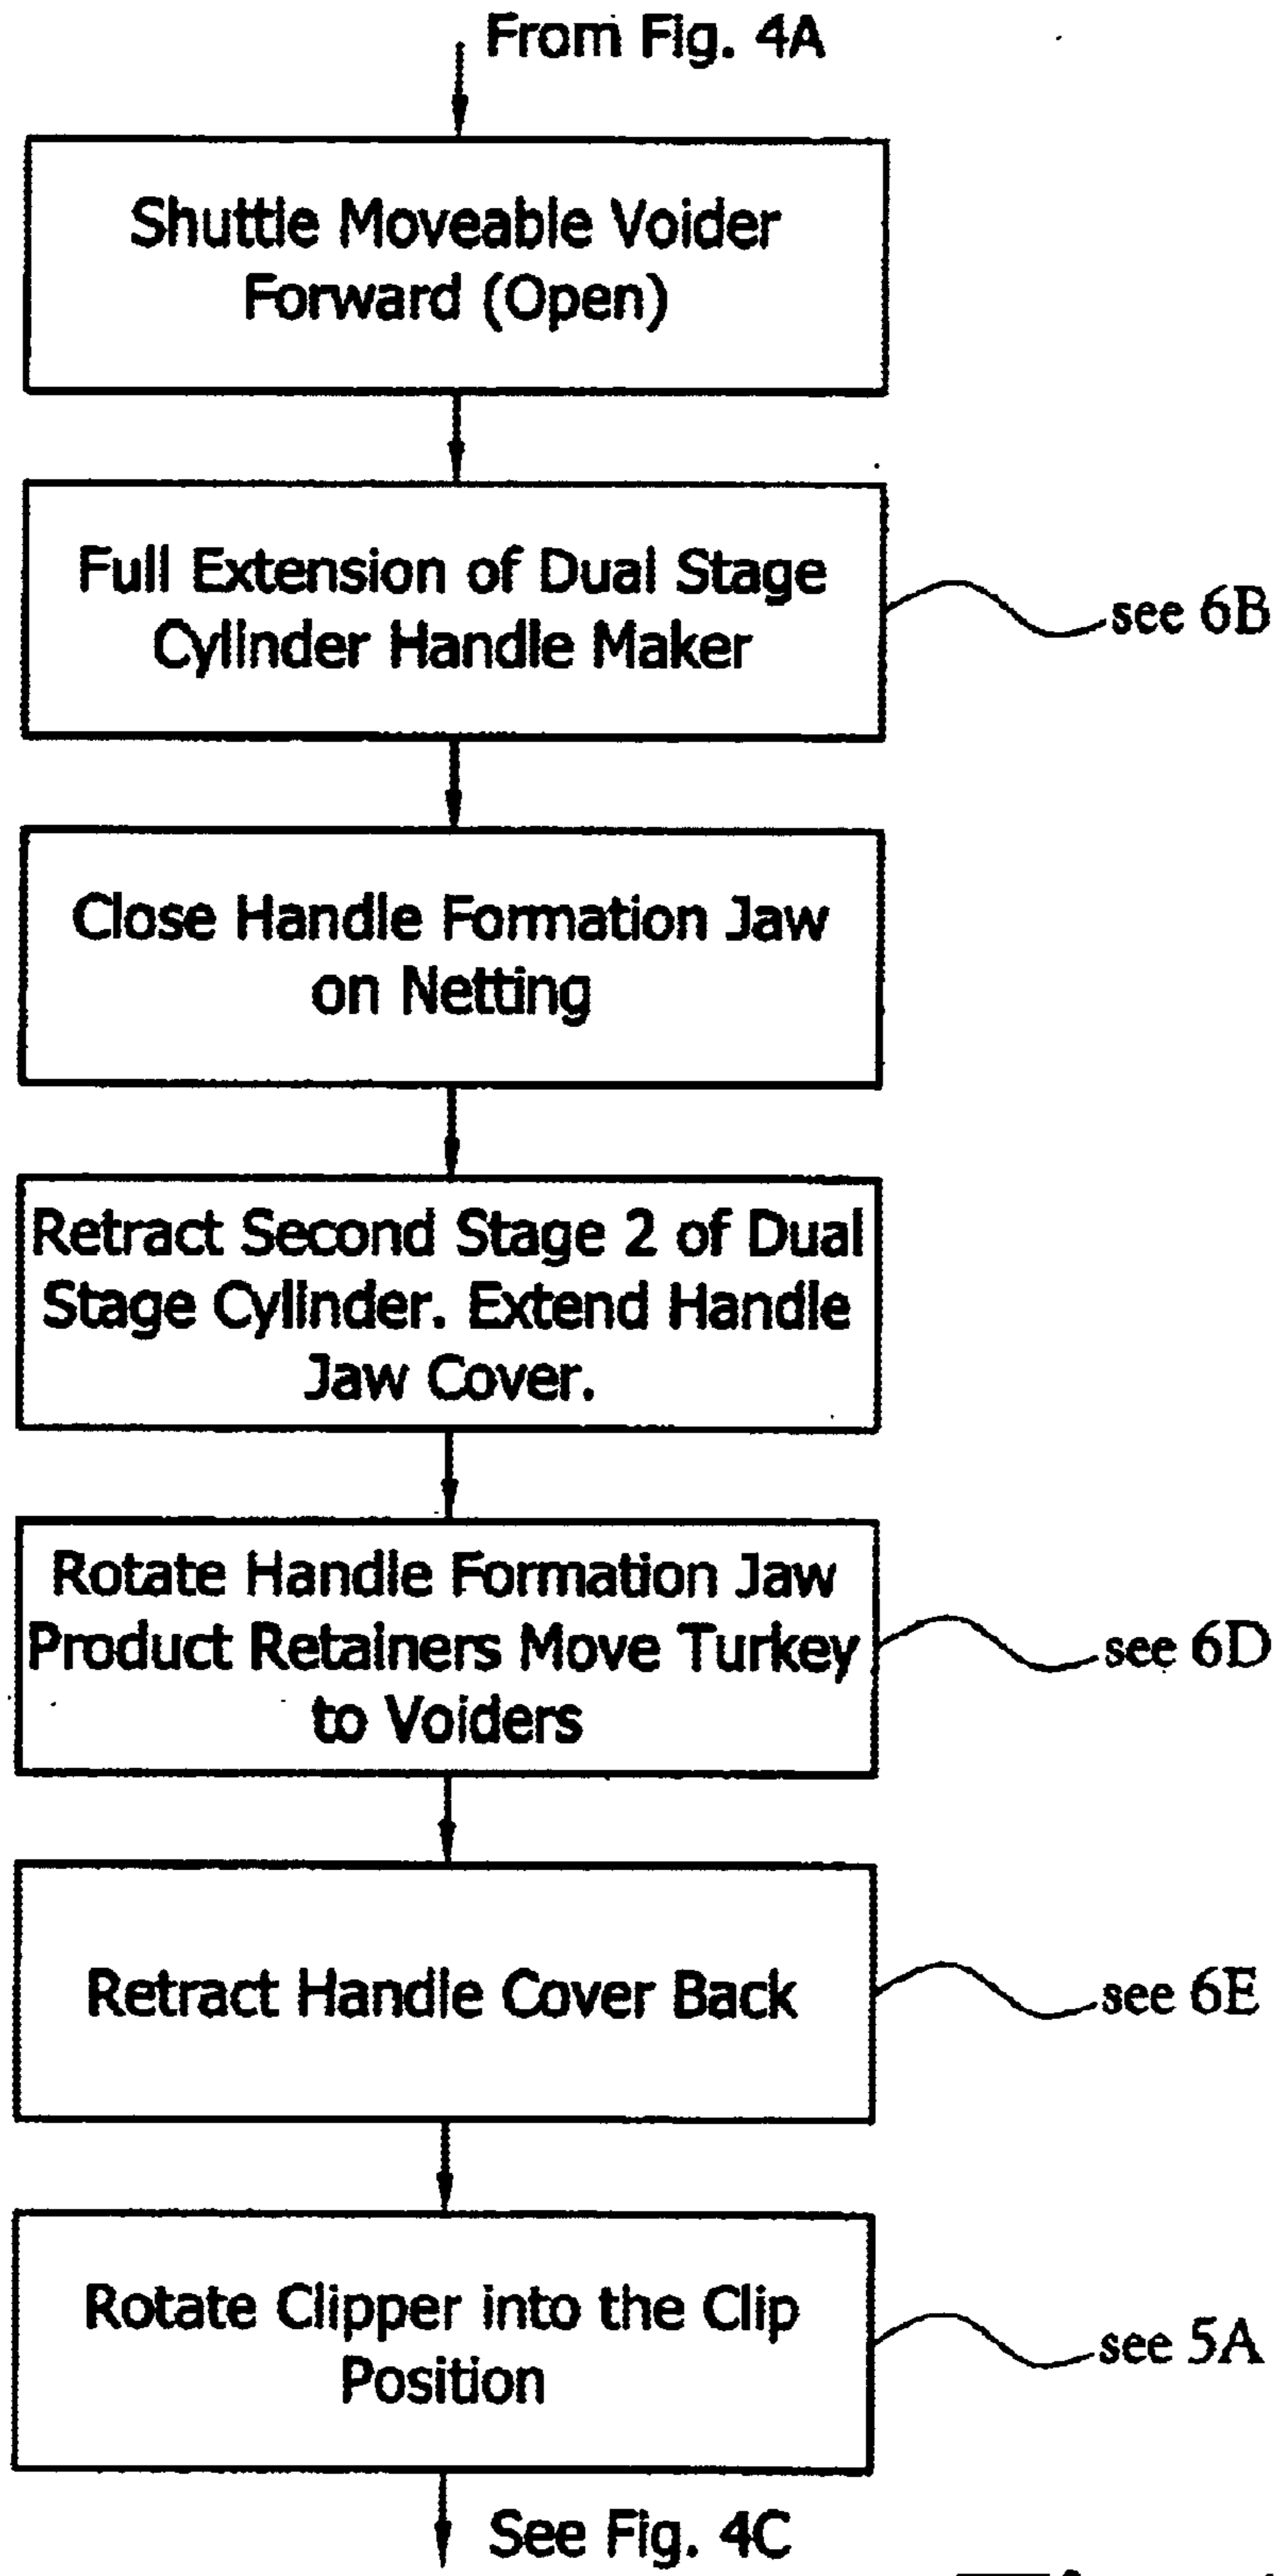 From Fig. 4A
Shuttle Moveable Voider
Forward (Open)
Full Extension of Dual Stage
Cylinder Handle Maker
see 6B
Close Handle Formation Jaw
on Netting
Retract Second Stage 2 of Dual
Stage Cylinder. Extend Handle
Jaw Cover.
Rotate Handle Formation Jaw
Product Retainers Move Turkey
to Voiders
see 6D
Retract Handle Cover Back
see 6E
Rotate Clipper into the Clip
Position
see 5A
See Fig. 4C